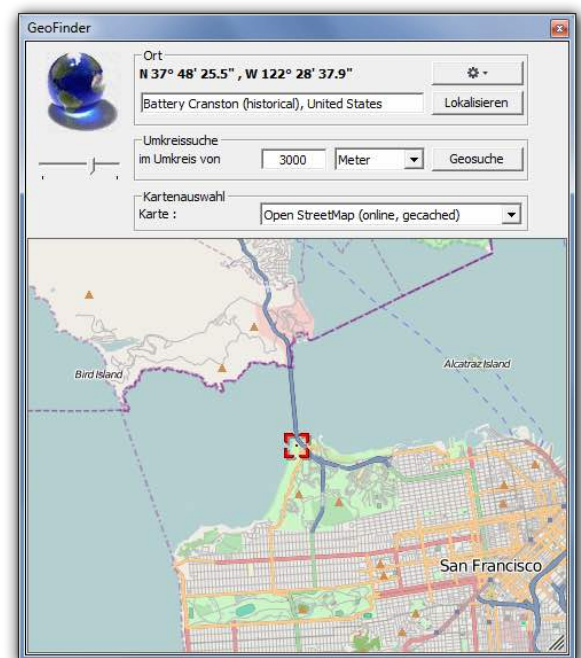 GeoFinder
Ort
N 37° 48' 25.5" , W 122° 28' 37.9"
Battery Cranston (historical), United States
Lokalisieren
Umkreissuche
im Umkreis von
3000
Meter
Geosuche
Kartenauswahl
Karte :
Open StreetMap (online, gecached)
Bird Island
Alcatraz Island
San Francisco